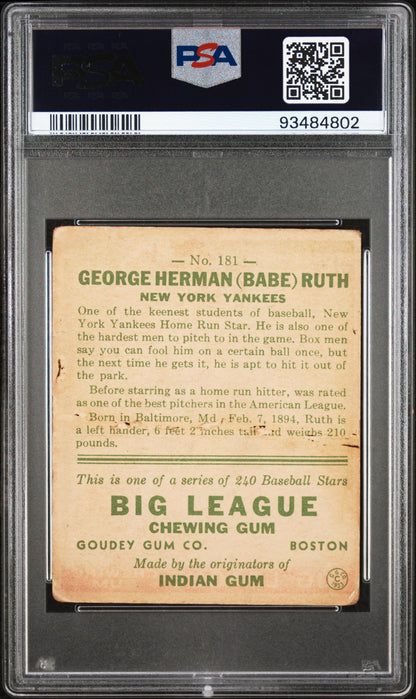 PSA
PSA
93484802
— No. 181 —
GEORGE HERMAN (BABE) RUTH
NEW YORK YANKEES
One of the keenest students of baseball, New
York Yankees Home Run Star. He is also one of
the hardest men to pitch to in the game. Box men
say you can fool him on a certain ball once, but
the next time he gets it, he is apt to hit it out of
the park.
Before starring as a home run hitter, was rated
as one of the best pitchers in the American League.
Born in Baltimore, Md., Feb. 7, 1894, Ruth is
a left hander, 6 feet 2 inches tall and weighs 210
pounds.
This is one of a series of 240 Baseball Stars
BIG LEAGUE
CHEWING GUM
GOUDEY GUM CO. BOSTON
Made by the originators of
INDIAN GUM